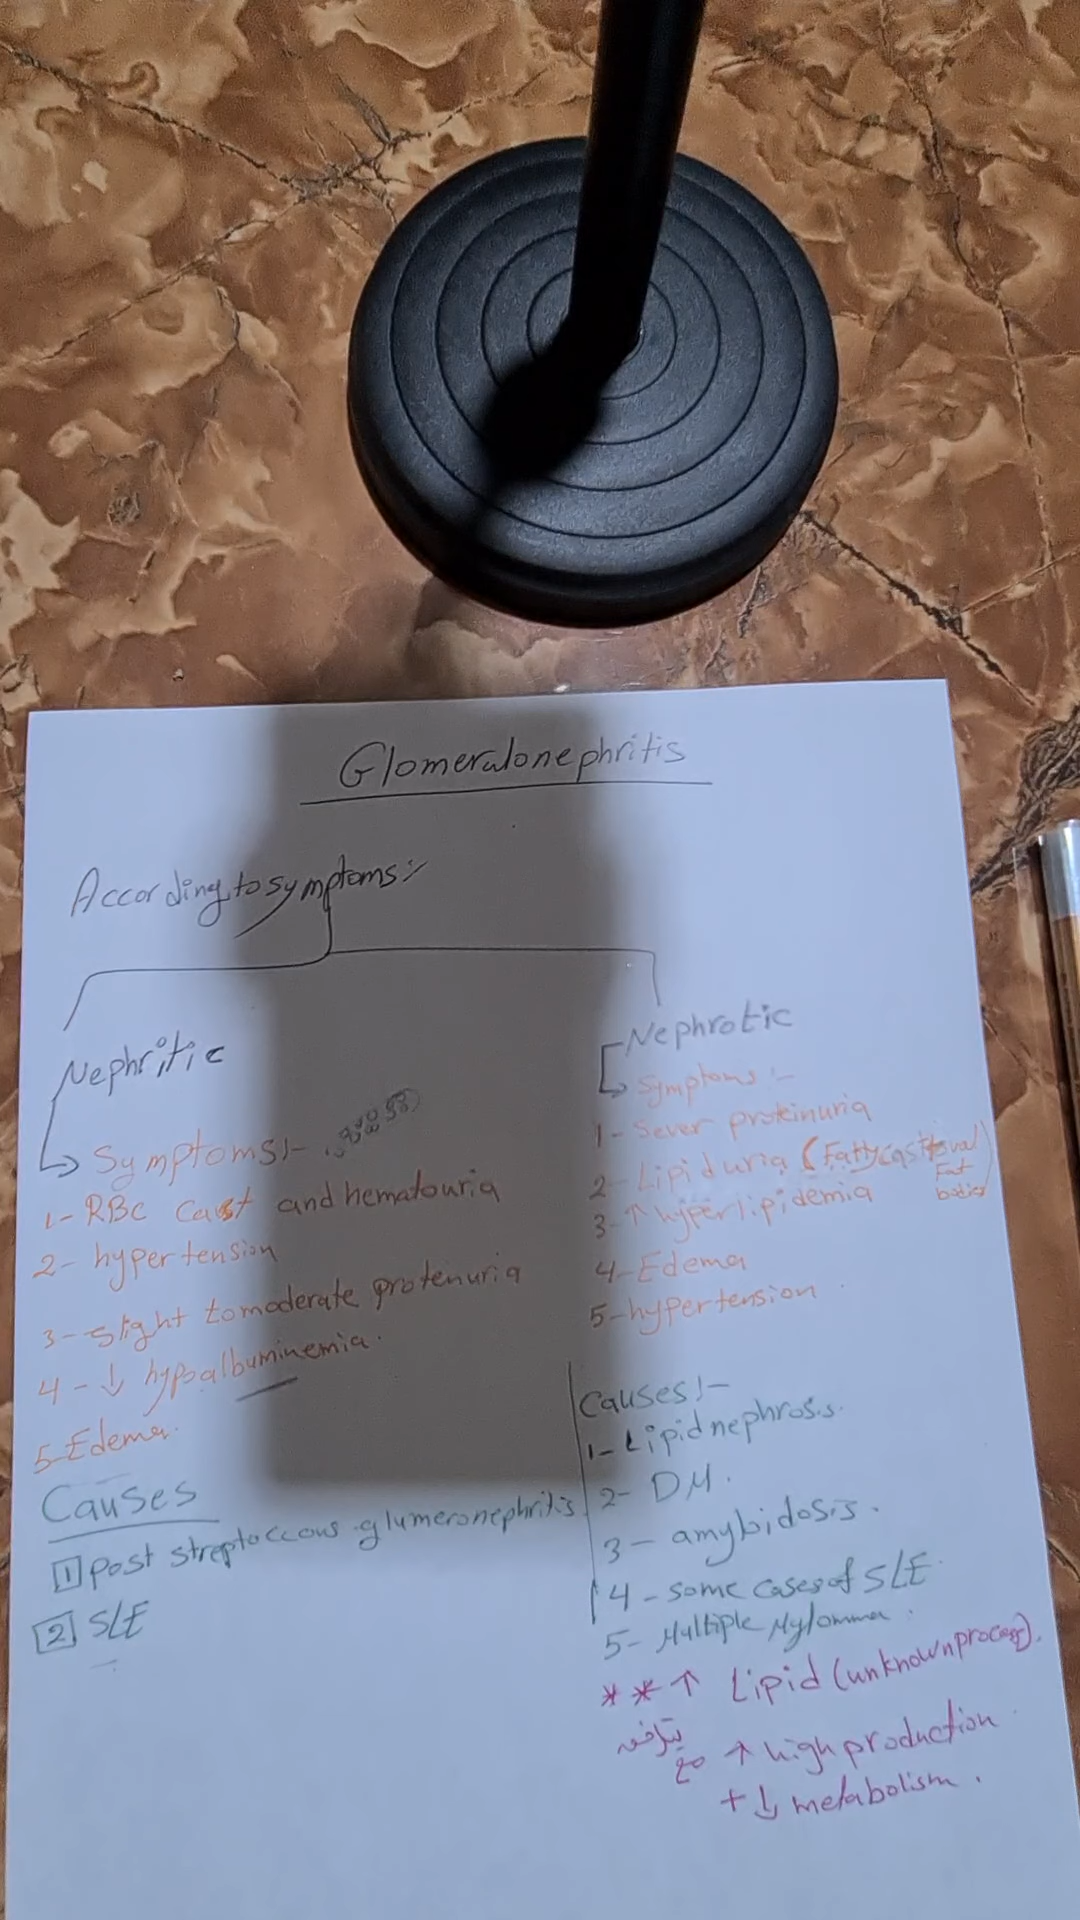 Glomerulonephritis
According to symptoms:-
Nephritic
Symptoms:-
1- RBC Cast and hematouria
2- hypertension
3- slight to moderate protenuria
4- ↓ hypoalbuminemia.
5- Edema.
Causes
1 post streptoccous glumeronephritis
2 SLE
Nephrotic
Symptoms:-
1- Sever proteinuria
2- Lipiduria (Fatty cast + oval Fat bodies)
3- ↑ hyperlipidemia
4- Edema
5- hypertension
Causes:-
1- Lipid nephrosis.
2- DM.
3- amyloidosis.
4- some cases of SLE.
5- Multiple Mylomma.
** ↑ Lipid (unknown process).
مع ↑ high production
+ ↓ metabolism.